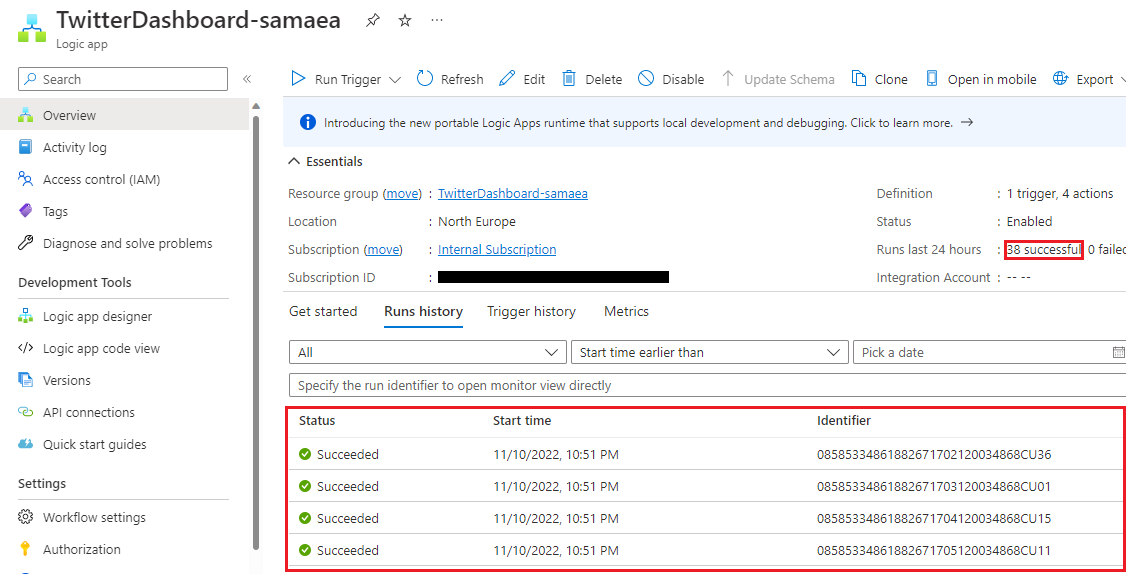 TwitterDashboard-samaea
Logic app
Search
Overview
Activity log
Access control (IAM)
Tags
Diagnose and solve problems
Development Tools
Logic app designer
Logic app code view
Versions
API connections
Quick start guides
Settings
Workflow settings
Authorization
Run Trigger Refresh Edit Delete Disable Update Schema Clone Open in mobile Export
Introducing the new portable Logic Apps runtime that supports local development and debugging. Click to learn more. →
Essentials
Resource group (move) : TwitterDashboard-samaea Definition : 1 trigger, 4 actions
Location : North Europe Status : Enabled
Subscription (move) : Internal Subscription Runs last 24 hours : 38 successful, 0 failed
Subscription ID : Integration Account : -- --
Get started Runs history Trigger history Metrics
All Start time earlier than Pick a date
Specify the run identifier to open monitor view directly
Status Start time Identifier
Succeeded 11/10/2022, 10:51 PM 08585334861882671702120034868CU36
Succeeded 11/10/2022, 10:51 PM 08585334861882671703120034868CU01
Succeeded 11/10/2022, 10:51 PM 08585334861882671704120034868CU15
Succeeded 11/10/2022, 10:51 PM 08585334861882671705120034868CU11